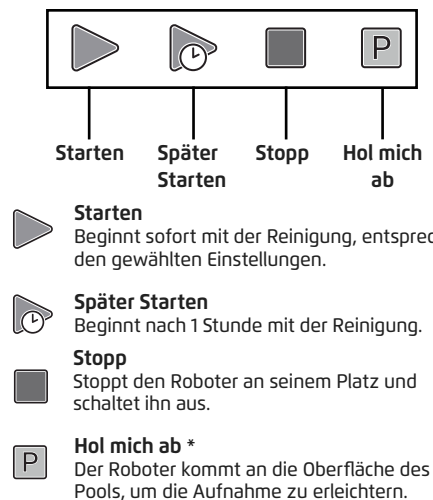 P
Starten Später Starten Stopp Hol mich ab
Starten
Beginnt sofort mit der Reinigung,
den gewählten Einstellungen.
Später Starten
Beginnt nach 1 Stunde mit der Reinigung.
Stopp
Stoppt den Roboter an seinem Platz und
schaltet ihn aus.
P
Hol mich ab *
Der Roboter kommt an die Oberfläche des
Pools, um die Aufnahme zu erleichtern.